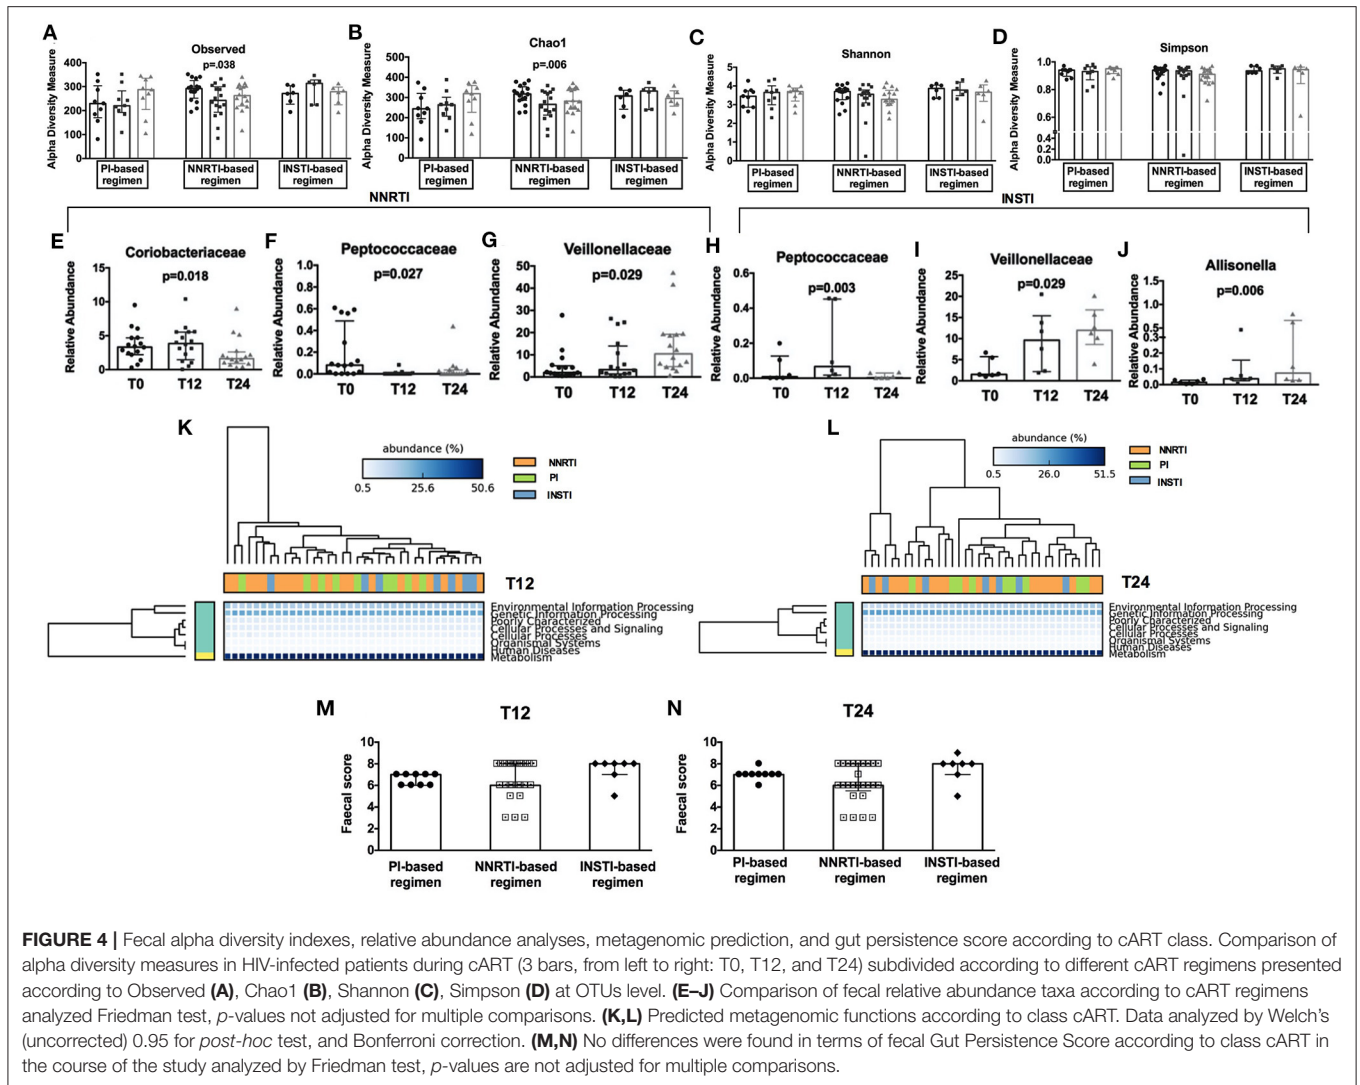 A
B
C
D
Observed
p=.038
Alpha Diversity Measure
400
300
200
100
0
PI-based regimen
NNRTI-based regimen
INSTI-based regimen
Chao1
p=.006
Alpha Diversity Measure
500
400
300
200
100
0
PI-based regimen
NNRTI-based regimen
INSTI-based regimen
Shannon
Alpha Diversity Measure
5
4
3
2
1
0
PI-based regimen
NNRTI-based regimen
INSTI-based regimen
Simpson
Alpha Diversity Measure
1.0
0.8
0.6
0.4
0.2
0.0
PI-based regimen
NNRTI-based regimen
INSTI-based regimen
NNRTI
INSTI
E
Coriobacteriaceae
p=0.018
Relative Abundance
15
10
5
0
T0 T12 T24
F
Peptococcaceae
p=0.027
Relative Abundance
1.0
0.8
0.6
0.4
0.2
0.0
T0 T12 T24
G
Veillonellaceae
p=0.029
Relative Abundance
50
40
30
20
10
0
T0 T12 T24
H
Peptococcaceae
p=0.003
Relative Abundance
0.6
0.4
0.2
0.0
T0 T12 T24
I
Veillonellaceae
p=0.029
Relative Abundance
25
20
15
10
5
0
T0 T12 T24
J
Allisonella
p=0.006
Relative Abundance
1.5
1.0
0.5
0.2
0.1
0.0
T0 T12 T24
K
abundance (%)
0.5 25.6 50.6
NNRTI
PI
INSTI
T12
Environmental Information Processing
Genetic Information Processing
Poorly Characterized
Cellular Processes and Signaling
Cellular Processes
Organismal Systems
Human Diseases
Metabolism
L
abundance (%)
0.5 26.0 51.5
NNRTI
PI
INSTI
T24
Environmental Information Processing
Genetic Information Processing
Poorly Characterized
Cellular Processes and Signaling
Cellular Processes
Organismal Systems
Human Diseases
Metabolism
M
T12
Faecal score
10
8
6
4
2
0
PI-based regimen
NNRTI-based regimen
INSTI-based regimen
N
T24
Faecal score
10
8
6
4
2
0
PI-based regimen
NNRTI-based regimen
INSTI-based regimen
FIGURE 4 | Fecal alpha diversity indexes, relative abundance analyses, metagenomic prediction, and gut persistence score according to cART class. Comparison of
alpha diversity measures in HIV-infected patients during cART (3 bars, from left to right: T0, T12, and T24) subdivided according to different cART regimens presented
according to Observed (A), Chao1 (B), Shannon (C), Simpson (D) at OTUs level. (E–J) Comparison of fecal relative abundance taxa according to cART regimens
analyzed Friedman test, p-values not adjusted for multiple comparisons. (K,L) Predicted metagenomic functions according to class cART. Data analyzed by Welch's
(uncorrected) 0.95 for post-hoc test, and Bonferroni correction. (M,N) No differences were found in terms of fecal Gut Persistence Score according to class cART in
the course of the study analyzed by Friedman test, p-values are not adjusted for multiple comparisons.